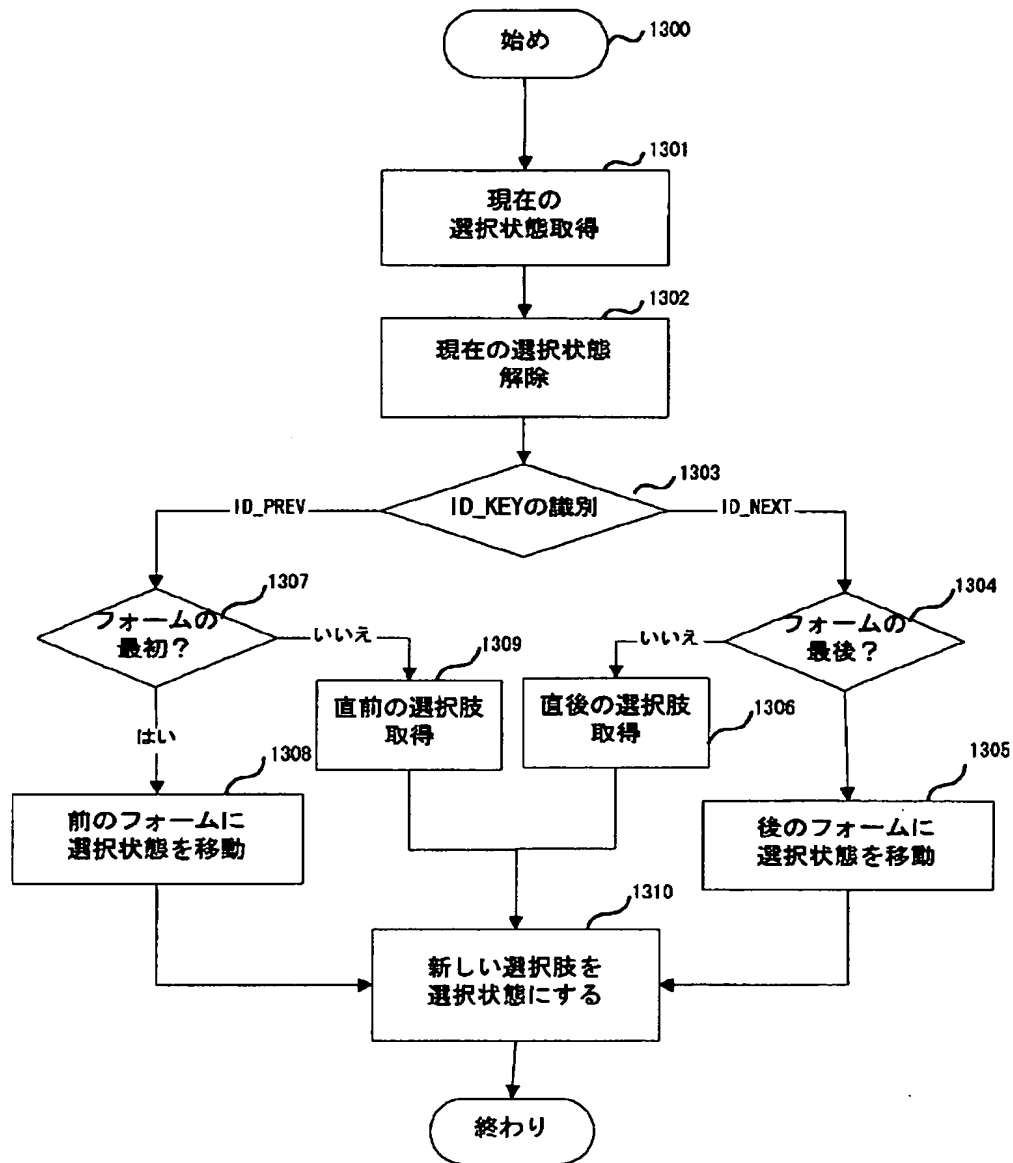 始め
1300
1301
現在の
選択状態取得
1302
現在の選択状態
解除
1303
ID_KEYの識別
ID_PREV
ID_NEXT
1307
フォームの
最初？
1304
フォームの
最後？
いいえ
いいえ
はい
1309
直前の選択肢
取得
直後の選択肢
取得
1306
1308
前のフォームに
選択状態を移動
1305
後のフォームに
選択状態を移動
1310
新しい選択肢を
選択状態にする
終わり